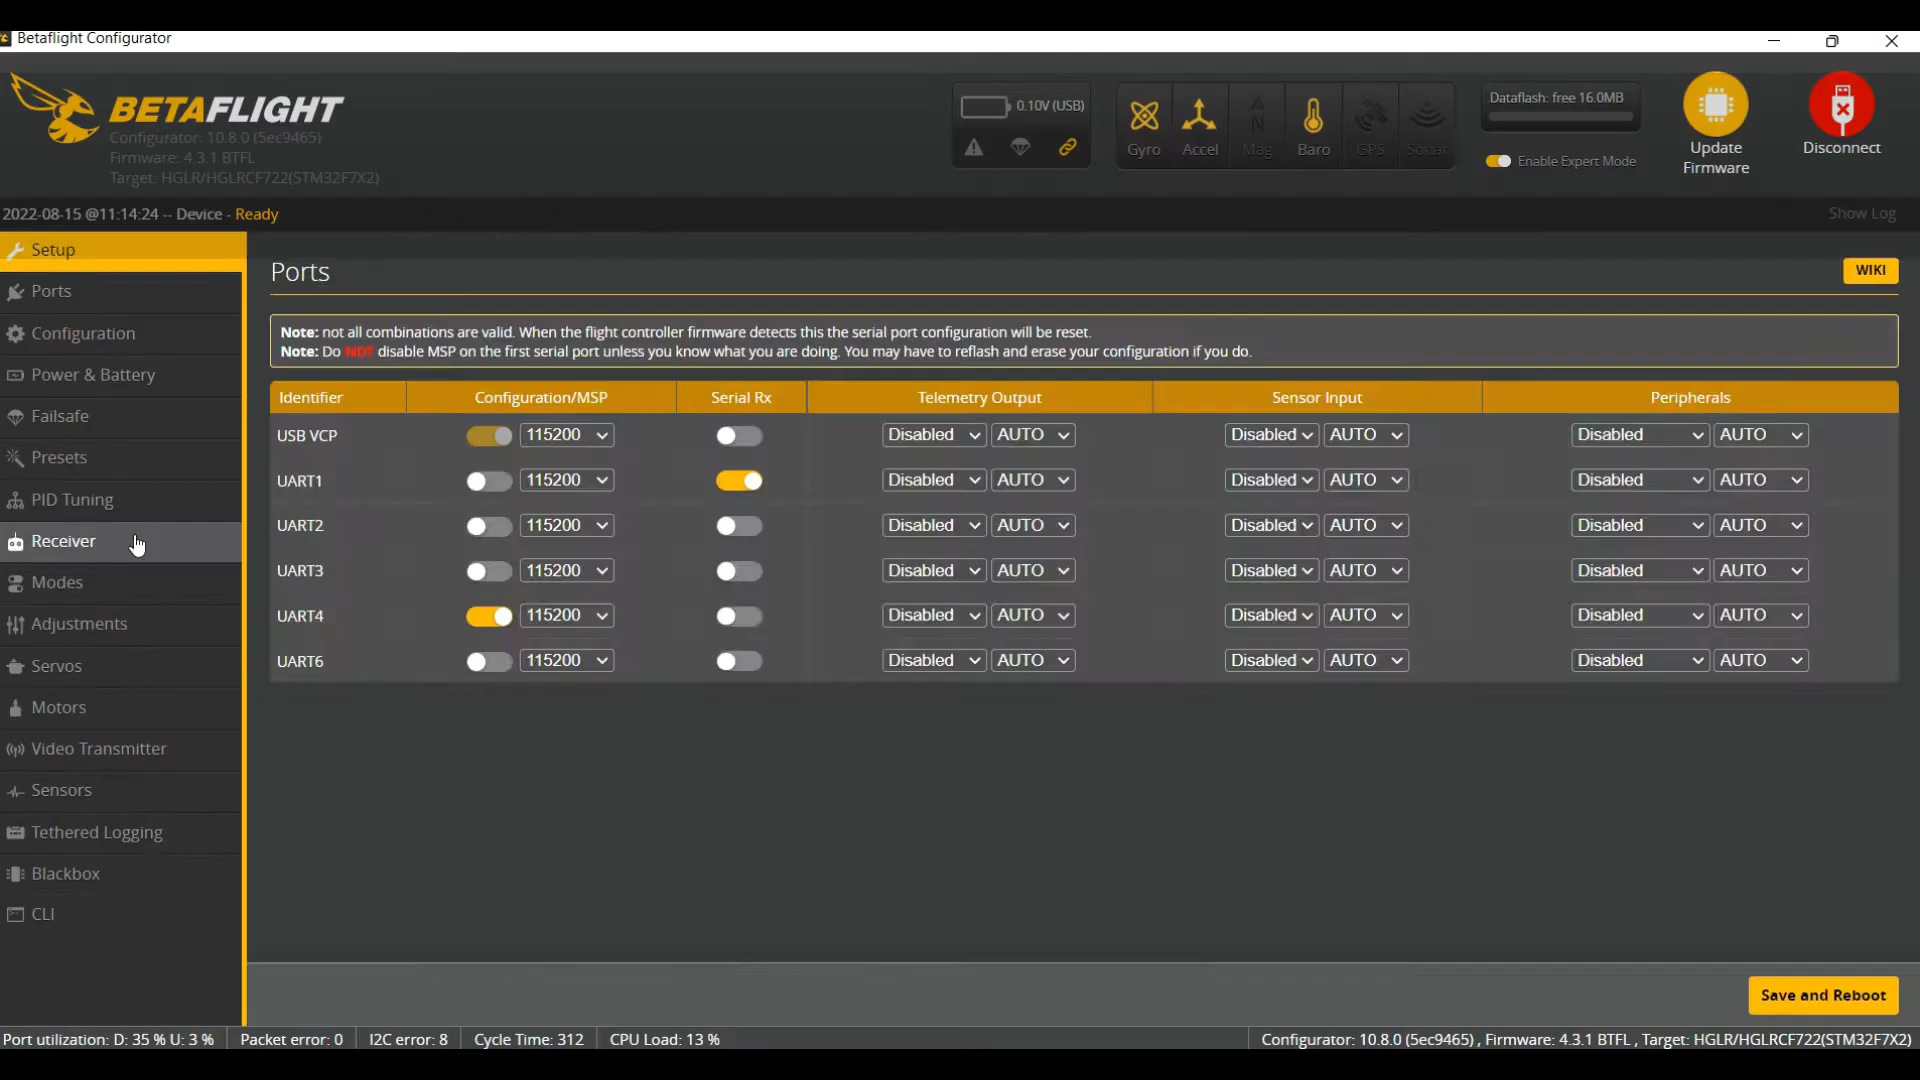 Betaflight Configurator
BETAFLIGHT
Configurator: 10.8.0 (5ec9465)
Firmware: 4.3.1 BTFL
Target: HGLR/HGLRCF722(STM32F7X2)
0.10V (USB)
Gyro Accel Mag Baro GPS Sonar
Dataflash: free 16.0MB
Enable Expert Mode
Update Firmware
Disconnect
2022-08-15 @11:14:24 -- Device - Ready
Show Log
Setup
Ports
Configuration
Power & Battery
Failsafe
Presets
PID Tuning
Receiver
Modes
Adjustments
Servos
Motors
Video Transmitter
Sensors
Tethered Logging
Blackbox
CLI
Ports
WIKI
Note: not all combinations are valid. When the flight controller firmware detects this the serial port configuration will be reset.
Note: Do NOT disable MSP on the first serial port unless you know what you are doing. You may have to reflash and erase your configuration if you do.
Identifier Configuration/MSP Serial Rx Telemetry Output Sensor Input Peripherals
USB VCP 115200 Disabled AUTO Disabled AUTO Disabled AUTO
UART1 115200 Disabled AUTO Disabled AUTO Disabled AUTO
UART2 115200 Disabled AUTO Disabled AUTO Disabled AUTO
UART3 115200 Disabled AUTO Disabled AUTO Disabled AUTO
UART4 115200 Disabled AUTO Disabled AUTO Disabled AUTO
UART6 115200 Disabled AUTO Disabled AUTO Disabled AUTO
Save and Reboot
Port utilization: D: 35 % U: 3 % Packet error: 0 I2C error: 8 Cycle Time: 312 CPU Load: 13 % Configurator: 10.8.0 (5ec9465) , Firmware: 4.3.1 BTFL , Target: HGLR/HGLRCF722(STM32F7X2)